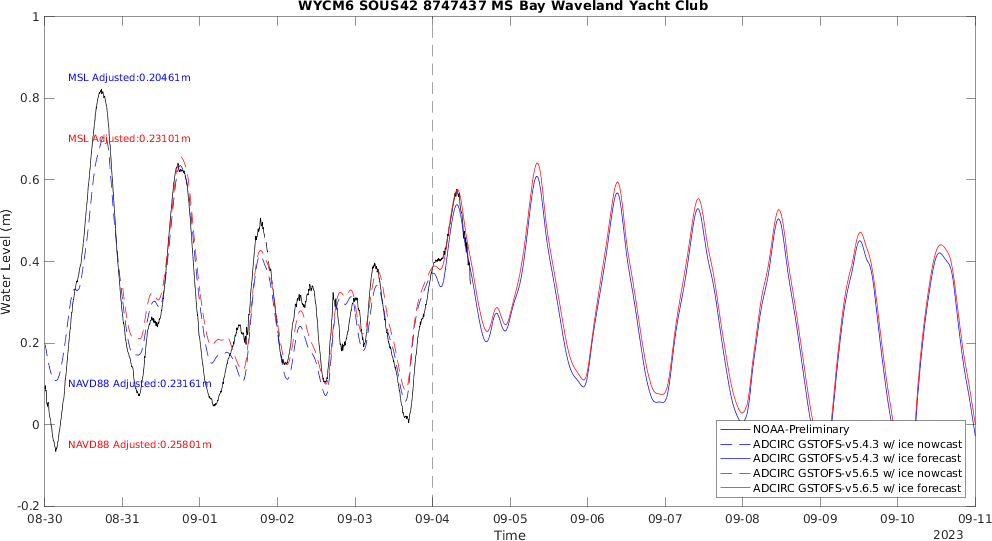 WYCM6 SOUS42 8747437 MS Bay Waveland Yacht Club
Water Level (m)
1
0.8
0.6
0.4
0.2
0
-0.2
MSL Adjusted:0.20461m
MSL Adjusted:0.23101m
NAVD88 Adjusted:0.23161m
NAVD88 Adjusted:0.25801m
NOAA-Preliminary
ADCIRC GSTOFS-v5.4.3 w/ ice nowcast
ADCIRC GSTOFS-v5.4.3 w/ ice forecast
ADCIRC GSTOFS-v5.6.5 w/ ice nowcast
ADCIRC GSTOFS-v5.6.5 w/ ice forecast
08-30 08-31 09-01 09-02 09-03 09-04 09-05 09-06 09-07 09-08 09-09 09-10 09-11
Time
2023